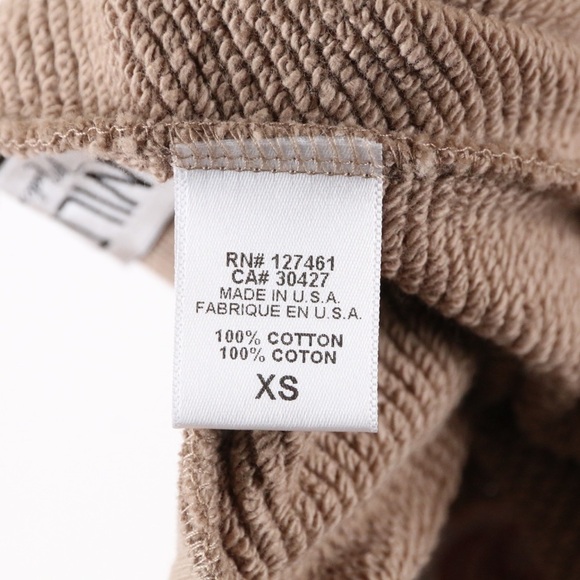 RN# 127461
CA# 30427
MADE IN U.S.A.
FABRIQUE EN U.S.A.
100% COTTON
100% COTON
XS